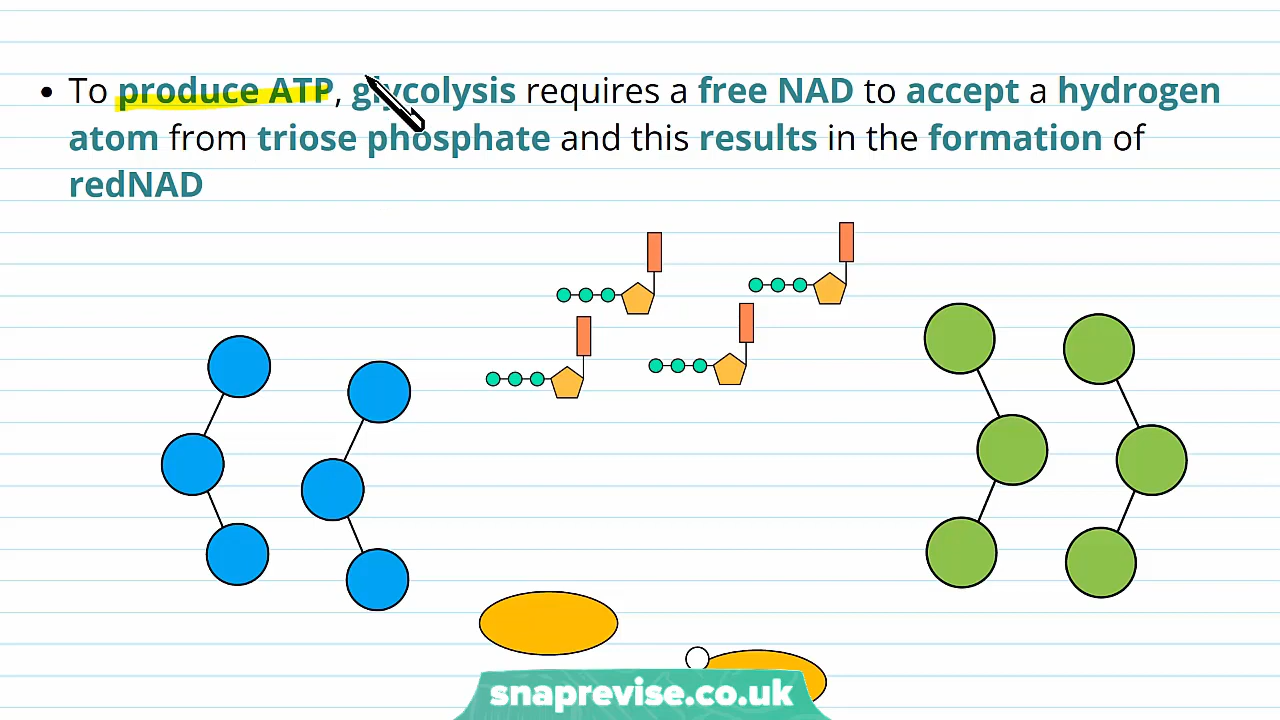 • To produce ATP, glycolysis requires a free NAD to accept a hydrogen
atom from triose phosphate and this results in the formation of
redNAD
snaprevise.co.uk